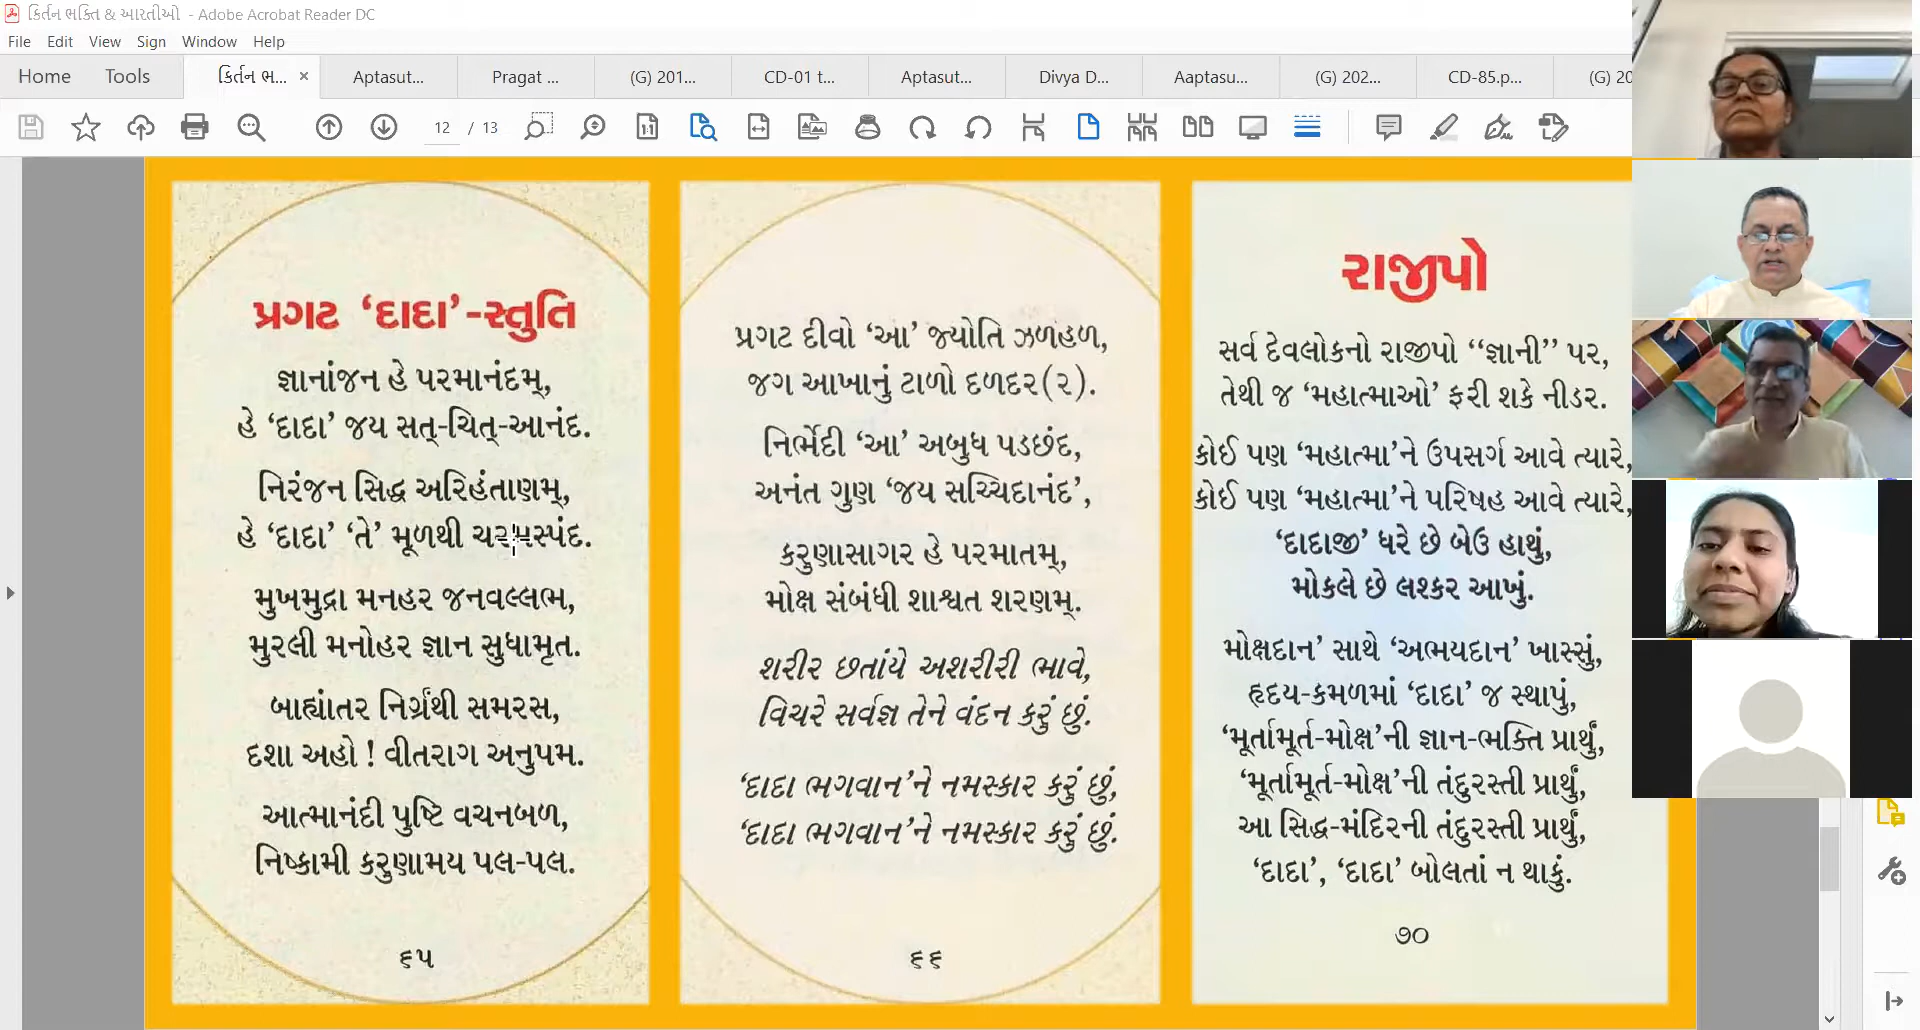 કિર્તન ભક્તિ & આરતીઓ - Adobe Acrobat Reader DC
File Edit View Sign Window Help
Home Tools કિર્તન ભ... × Aptasut... Pragat ... (G) 201... CD-01 t... Aptasut... Divya D... Aaptasu... (G) 202... CD-85.p... (G) 20
12 / 13
પ્રગટ ‘દાદા’-સ્તુતિ
જ્ઞાનાંજન હે પરમાનંદમ્,
હે ‘દાદા’ જય સત્-ચિત્-આનંદ.
નિરંજન સિદ્ધ અરિહંતાણમ્,
હે ‘દાદા’ ‘તે’ મૂળથી ચરમસ્પંદ.
મુખમુદ્રા મનહર જનવલ્લભ,
મુરલી મનોહર જ્ઞાન સુધામૃત.
બાહ્યાંતર નિર્ગ્રંથી સમરસ,
દશા અહો ! વીતરાગ અનુપમ.
આત્માનંદી પુષ્ટિ વચનબળ,
નિષ્કામી કરુણામય પલ-પલ.
૬૫
પ્રગટ દીવો ‘આ’ જ્યોતિ ઝળહળ,
જગ આખાનું ટાળો દળદર(૨).
નિર્ભેદી ‘આ’ અબુધ પડછંદ,
અનંત ગુણ ‘જય સચ્ચિદાનંદ’,
કરુણાસાગર હે પરમાતમ્,
મોક્ષ સંબંધી શાશ્વત શરણમ્.
શરીર છતાંયે અશરીરી ભાવે,
વિચરે સર્વજ્ઞ તેને વંદન કરું છું.
‘દાદા ભગવાન’ને નમસ્કાર કરું છું,
‘દાદા ભગવાન’ને નમસ્કાર કરું છું.
૬૬
રાજીપો
સર્વ દેવલોકનો રાજીપો “જ્ઞાની” પર,
તેથી જ ‘મહાત્માઓ’ ફરી શકે નીડર.
કોઈ પણ ‘મહાત્મા’ને ઉપસર્ગ આવે ત્યારે,
કોઈ પણ ‘મહાત્મા’ને પરિષહ આવે ત્યારે,
‘દાદાજી’ ધરે છે બેઉ હાથું,
મોકલે છે લશ્કર આખું.
મોક્ષદાન’ સાથે ‘અભયદાન’ ખાસ્સું,
હૃદય-કમળમાં ‘દાદા’ જ સ્થાપું,
‘મૂર્તામૂર્ત-મોક્ષ’ની જ્ઞાન-ભક્તિ પ્રાર્થું,
‘મૂર્તામૂર્ત-મોક્ષ’ની તંદુરસ્તી પ્રાર્થું,
આ સિદ્ધ-મંદિરની તંદુરસ્તી પ્રાર્થું,
‘દાદા’, ‘દાદા’ બોલતાં ન થાકું.
૭૦